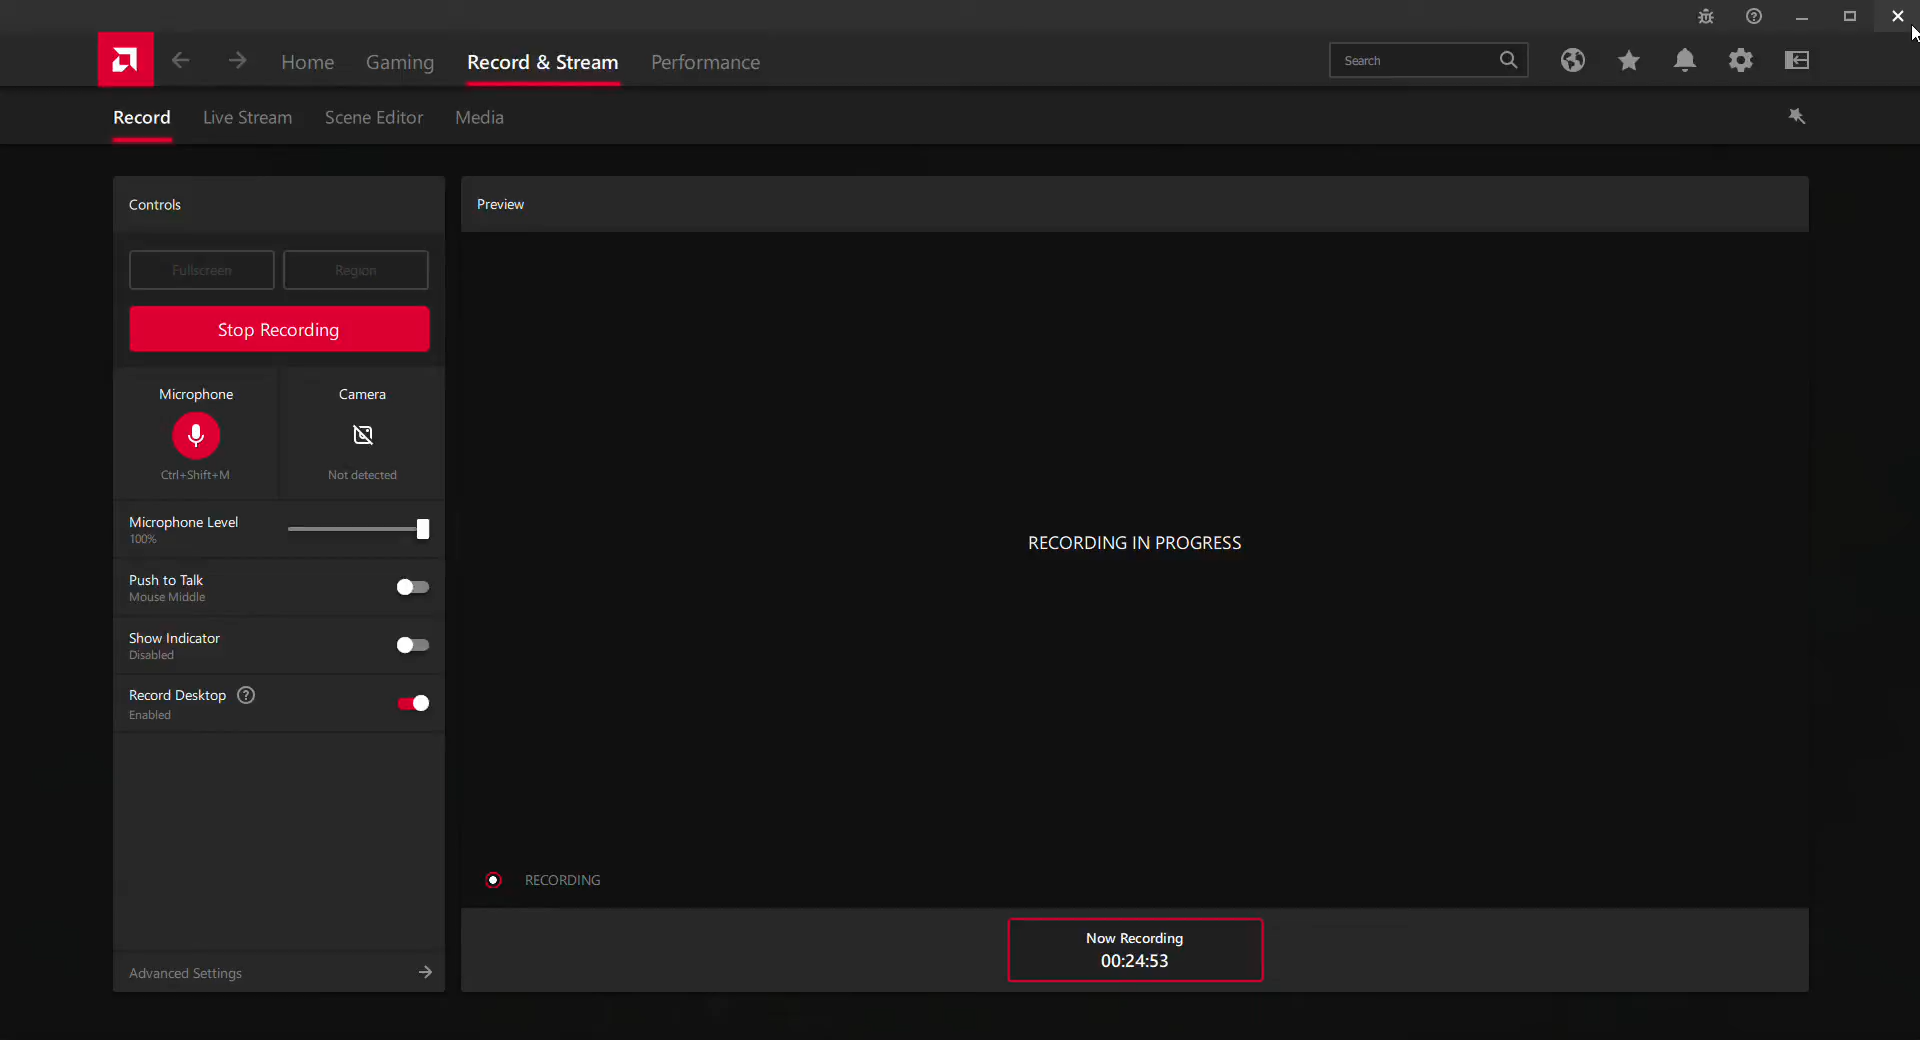 Home Gaming Record & Stream Performance Search
Record Live Stream Scene Editor Media
Controls
Fullscreen Region
Stop Recording
Microphone Camera
Ctrl+Shift+M Not detected
Microphone Level
100%
Push to Talk
Mouse Middle
Show Indicator
Disabled
Record Desktop
Enabled
Advanced Settings
Preview
RECORDING IN PROGRESS
RECORDING
Now Recording
00:24:53